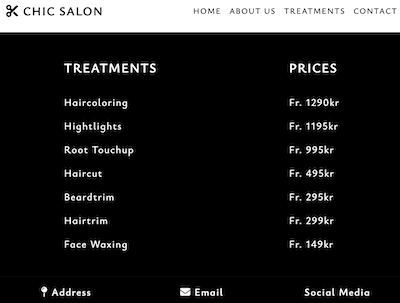 CHIC SALON HOME ABOUT US TREATMENTS CONTACT
TREATMENTS PRICES
Haircoloring Fr. 1290kr
Hightlights Fr. 1195kr
Root Touchup Fr. 995kr
Haircut Fr. 495kr
Beardtrim Fr. 295kr
Hairtrim Fr. 299kr
Face Waxing Fr. 149kr
Address Email Social Media